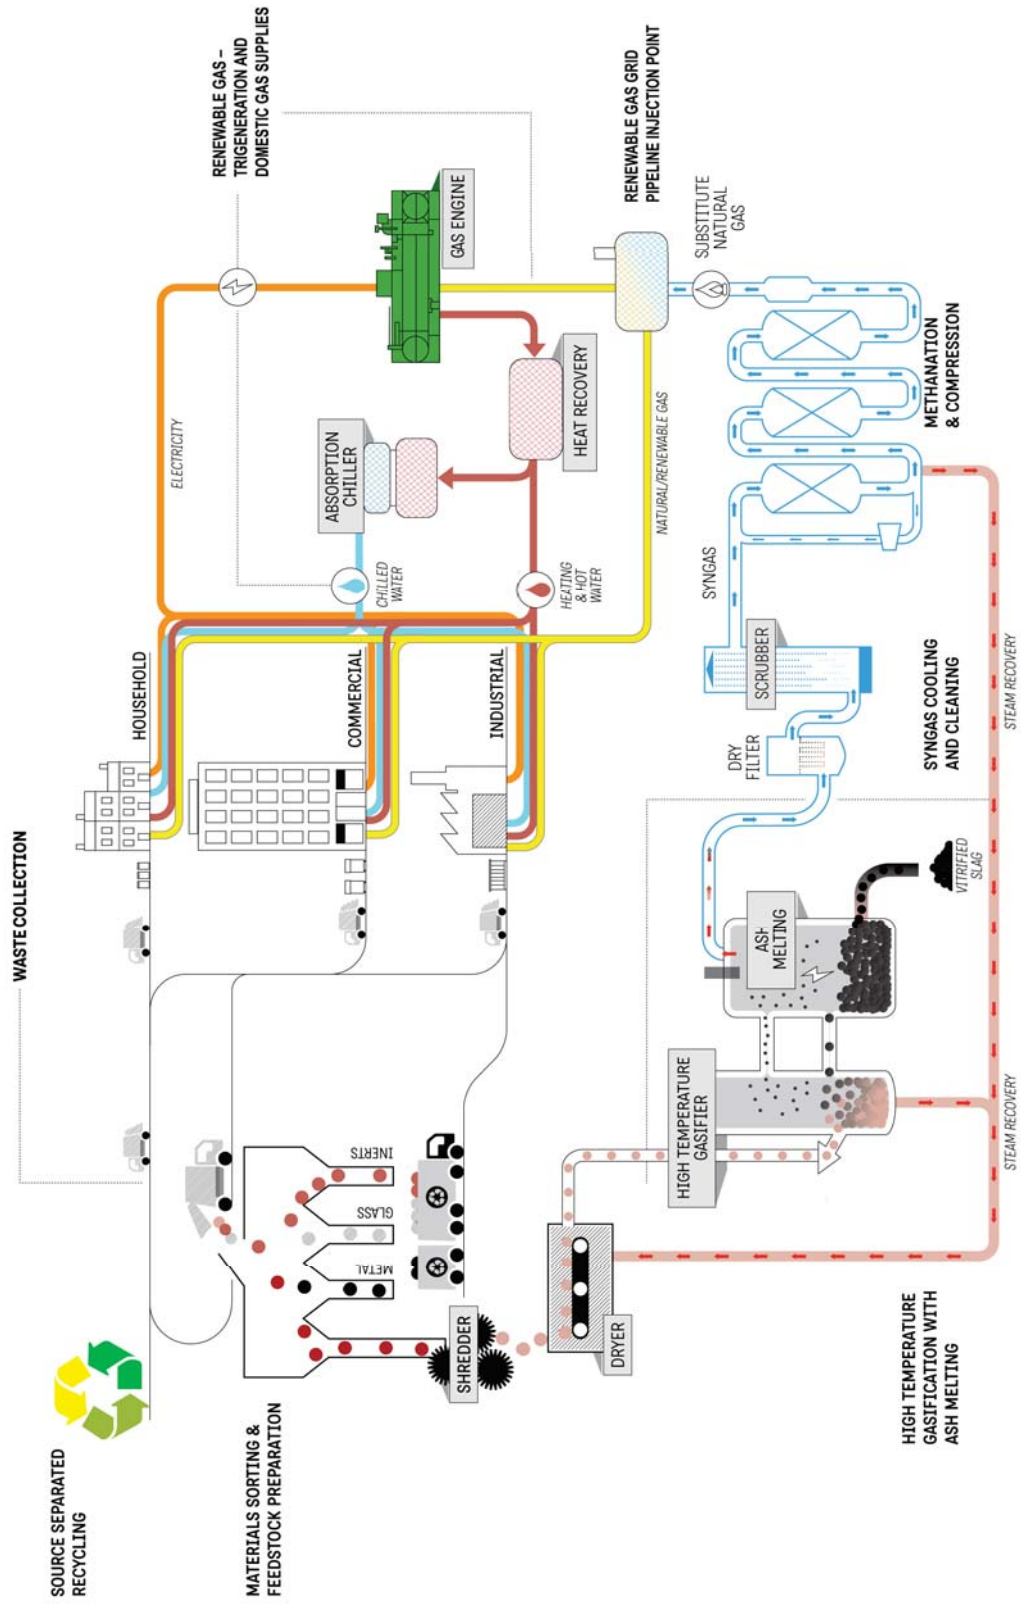 SOURCE SEPARATED
RECYCLING
WASTE COLLECTION
RENEWABLE GAS –
TRIGENERATION AND
DOMESTIC GAS SUPPLIES
HOUSEHOLD
ELECTRICITY
MATERIALS SORTING &
FEEDSTOCK PREPARATION
METAL
GLASS
INERTS
COMMERCIAL
ABSORPTION
CHILLER
CHILLED
WATER
GAS ENGINE
SHREDDER
INDUSTRIAL
HEATING
& HOT
WATER
HEAT RECOVERY
RENEWABLE GAS GRID
PIPELINE INJECTION POINT
DRYER
NATURAL/RENEWABLE GAS
HIGH TEMPERATURE
GASIFIER
ASH
MELTING
DRY
FILTER
SCRUBBER
SYNGAS
SUBSTITUTE
NATURAL
GAS
VITRIFIED
SLAG
HIGH TEMPERATURE
GASIFICATION WITH
ASH MELTING
SYNGAS COOLING
AND CLEANING
METHANATION
& COMPRESSION
STEAM RECOVERY
STEAM RECOVERY